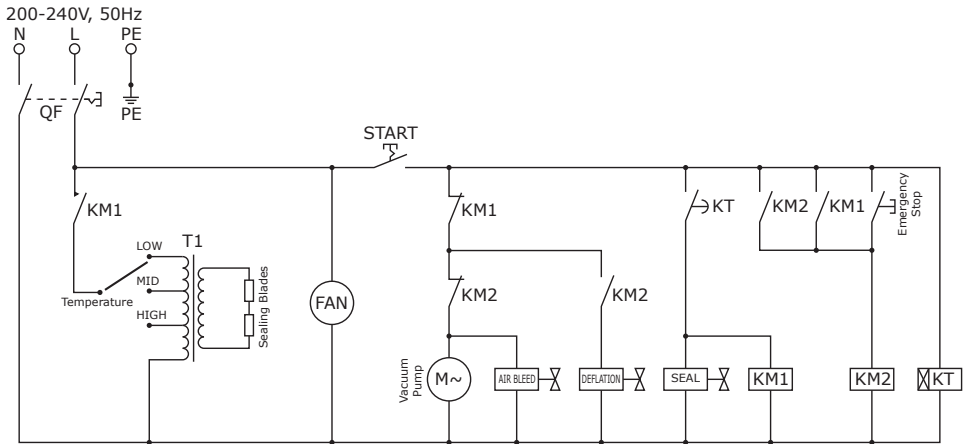 200-240V, 50Hz
N L PE
QF
PE
START
KM1
KM1
KT
KM2
KM1
Emergency
Stop
LOW
T1
MID
Temperature
HIGH
Sealing Blades
FAN
KM2
KM2
Vacuum
Pump
M~
AIR BLEED
DEFLATION
SEAL
KM1
KM2
KT